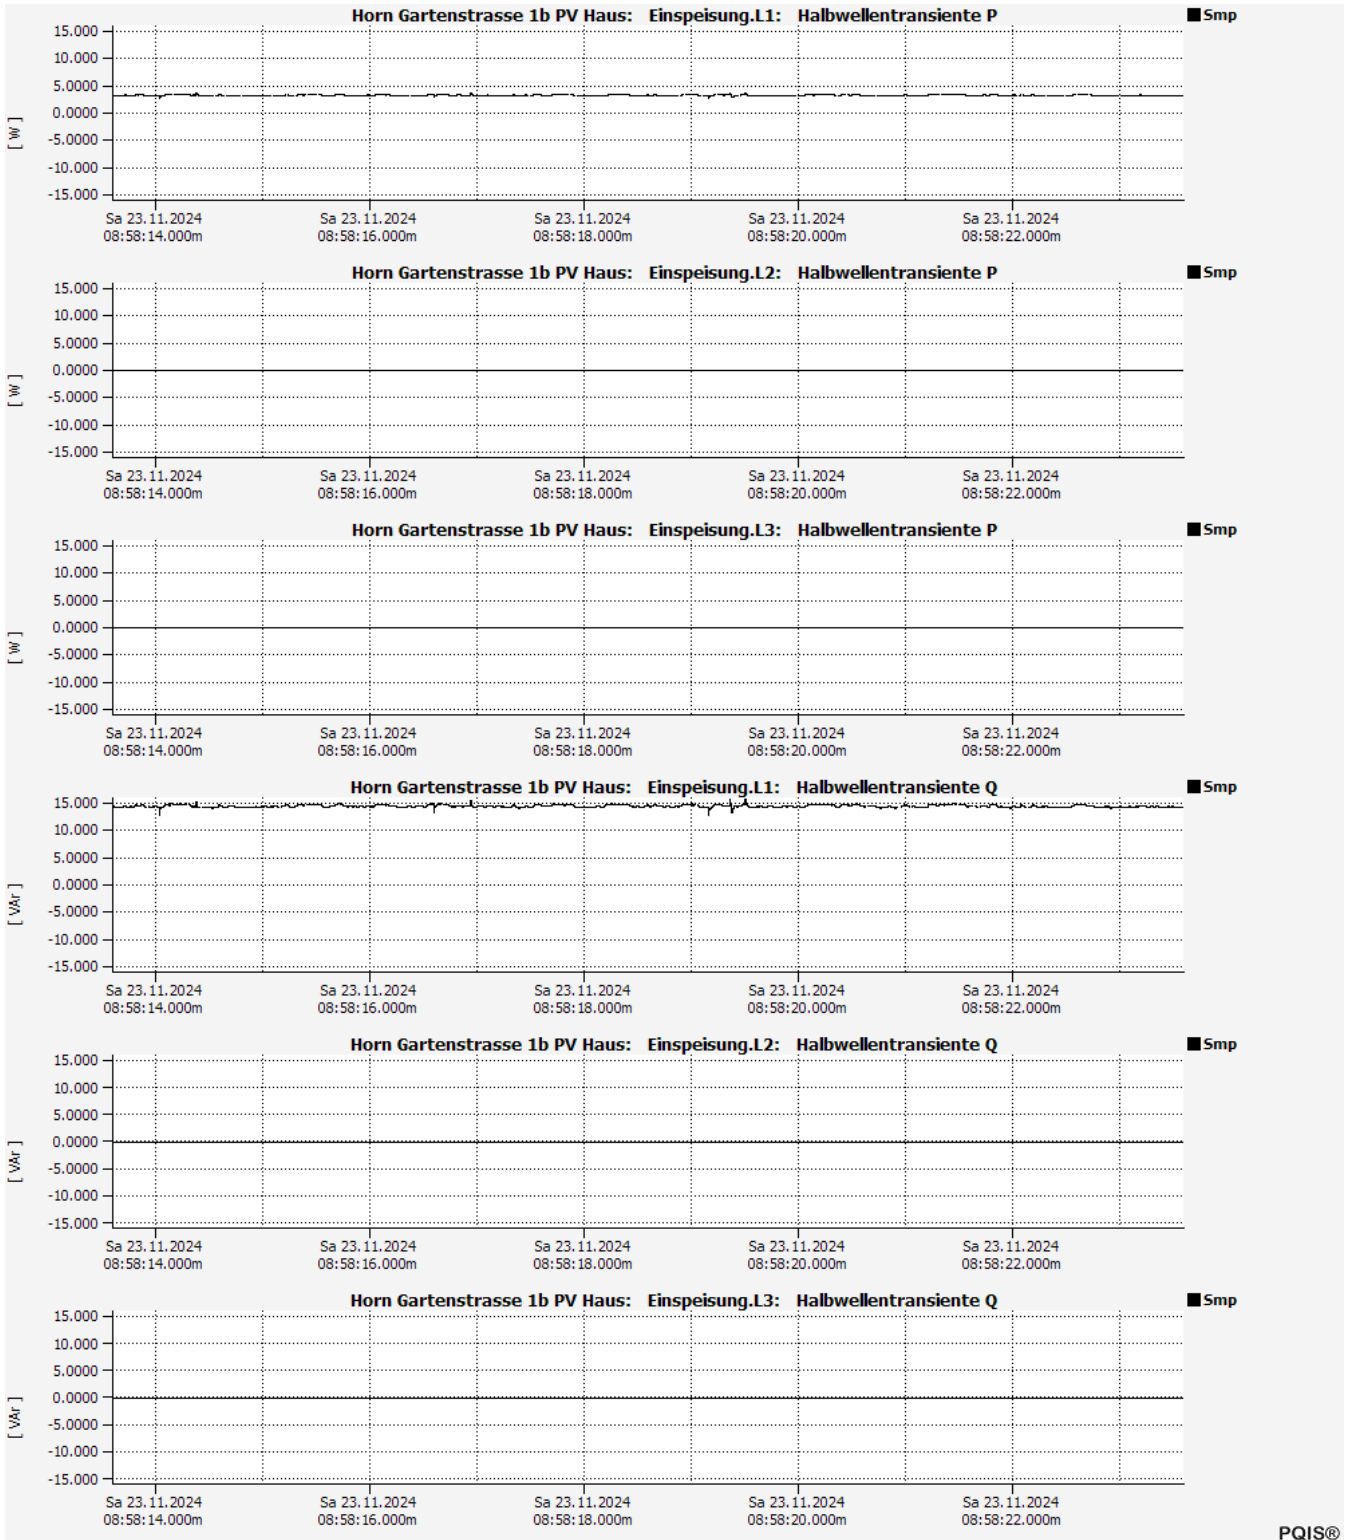 Horn Gartenstrasse 1b PV Haus: Einspeisung.L1: Halbwellentransiente P
Smp
15.000
10.000
5.0000
0.0000
-5.0000
-10.000
-15.000
[ W ]
Sa 23.11.2024 Sa 23.11.2024 Sa 23.11.2024 Sa 23.11.2024 Sa 23.11.2024
08:58:14.000m 08:58:16.000m 08:58:18.000m 08:58:20.000m 08:58:22.000m
Horn Gartenstrasse 1b PV Haus: Einspeisung.L2: Halbwellentransiente P
Smp
15.000
10.000
5.0000
0.0000
-5.0000
-10.000
-15.000
[ W ]
Sa 23.11.2024 Sa 23.11.2024 Sa 23.11.2024 Sa 23.11.2024 Sa 23.11.2024
08:58:14.000m 08:58:16.000m 08:58:18.000m 08:58:20.000m 08:58:22.000m
Horn Gartenstrasse 1b PV Haus: Einspeisung.L3: Halbwellentransiente P
Smp
15.000
10.000
5.0000
0.0000
-5.0000
-10.000
-15.000
[ W ]
Sa 23.11.2024 Sa 23.11.2024 Sa 23.11.2024 Sa 23.11.2024 Sa 23.11.2024
08:58:14.000m 08:58:16.000m 08:58:18.000m 08:58:20.000m 08:58:22.000m
Horn Gartenstrasse 1b PV Haus: Einspeisung.L1: Halbwellentransiente Q
Smp
15.000
10.000
5.0000
0.0000
-5.0000
-10.000
-15.000
[ VAr ]
Sa 23.11.2024 Sa 23.11.2024 Sa 23.11.2024 Sa 23.11.2024 Sa 23.11.2024
08:58:14.000m 08:58:16.000m 08:58:18.000m 08:58:20.000m 08:58:22.000m
Horn Gartenstrasse 1b PV Haus: Einspeisung.L2: Halbwellentransiente Q
Smp
15.000
10.000
5.0000
0.0000
-5.0000
-10.000
-15.000
[ VAr ]
Sa 23.11.2024 Sa 23.11.2024 Sa 23.11.2024 Sa 23.11.2024 Sa 23.11.2024
08:58:14.000m 08:58:16.000m 08:58:18.000m 08:58:20.000m 08:58:22.000m
Horn Gartenstrasse 1b PV Haus: Einspeisung.L3: Halbwellentransiente Q
Smp
15.000
10.000
5.0000
0.0000
-5.0000
-10.000
-15.000
[ VAr ]
Sa 23.11.2024 Sa 23.11.2024 Sa 23.11.2024 Sa 23.11.2024 Sa 23.11.2024
08:58:14.000m 08:58:16.000m 08:58:18.000m 08:58:20.000m 08:58:22.000m
PQIS®